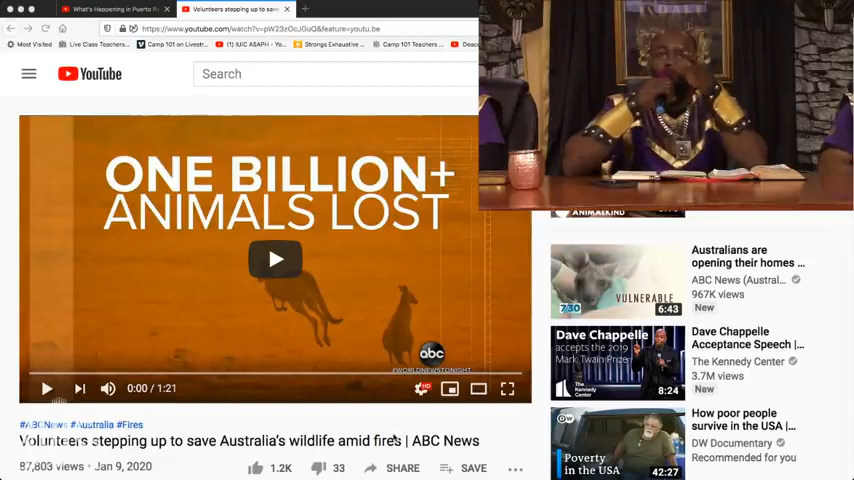 What's Happening in Puerto R
Volunteers stepping up to save
https://www.youtube.com/watch?v=pW23zOcJGuQ&feature=youtu.be
Most Visited
Live Class Teachers...
Camp 101 on Livestr...
() IUIC ASAPH - Yo...
Strongs Exhaustive ...
Camp 101 Teachers ...
Deaco
YouTube
Search
ONE BILLION+
ANIMALS LOST
abc
#WORLDNEWSTONIGHT
0:00 / 1:21
HD
#ABCNews #Australia #Fires
Volunteers stepping up to save Australia's wildlife amid fires | ABC News
87,803 views • Jan 9, 2020
1.2K
33
SHARE
SAVE
ANIMALKIND
7.30
VULNERABLE
6:43
Australians are
opening their homes ...
ABC News (Austral...
967K views
New
Dave Chappelle
accepts the 2019
Mark Twain Prize
The
Kennedy
Center
8:24
Dave Chappelle
Acceptance Speech |...
The Kennedy Center
3.7M views
New
DW
Poverty
in the USA
42:27
How poor people
survive in the USA |...
DW Documentary
Recommended for you